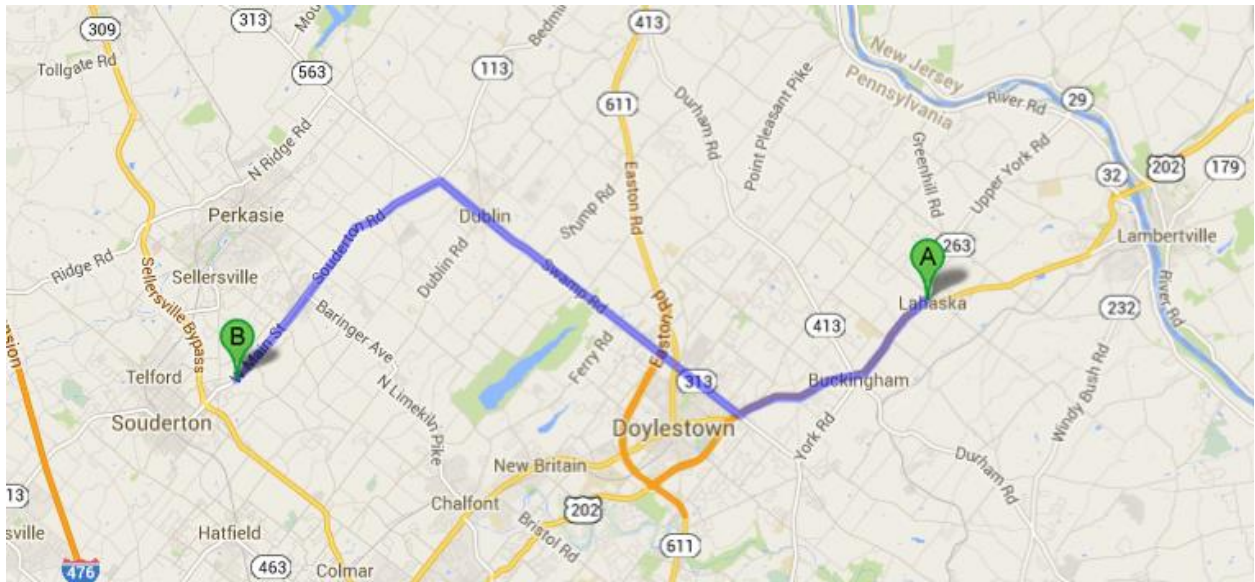 309
313
Mou
413
Tollgate Rd
563
113
Bedmi
New Jersey
Pennsylvania
River Rd
29
611
Durham Rd
Point Pleasant Pike
N Ridge Rd
Greenhill Rd
Upper York Rd
32
202
179
Perkasie
Souderton Rd
Dublin
Stump Rd
Easton Rd
Lambertville
Ridge Rd
Sellersville
Dublin Rd
Swamp Rd
263
A
Lahaska
232
River Rd
Sellersville Bypass
Baringer Ave
Easton Rd
413
B
Main St
Ferry Rd
Telford
N Limekiln Pike
313
Buckingham
Windy Bush Rd
Souderton
Doylestown
York Rd
New Britain
Durham Rd
13
Chalfont
202
sville
Hatfield
Bristol Rd
611
476
463
Colmar
ension